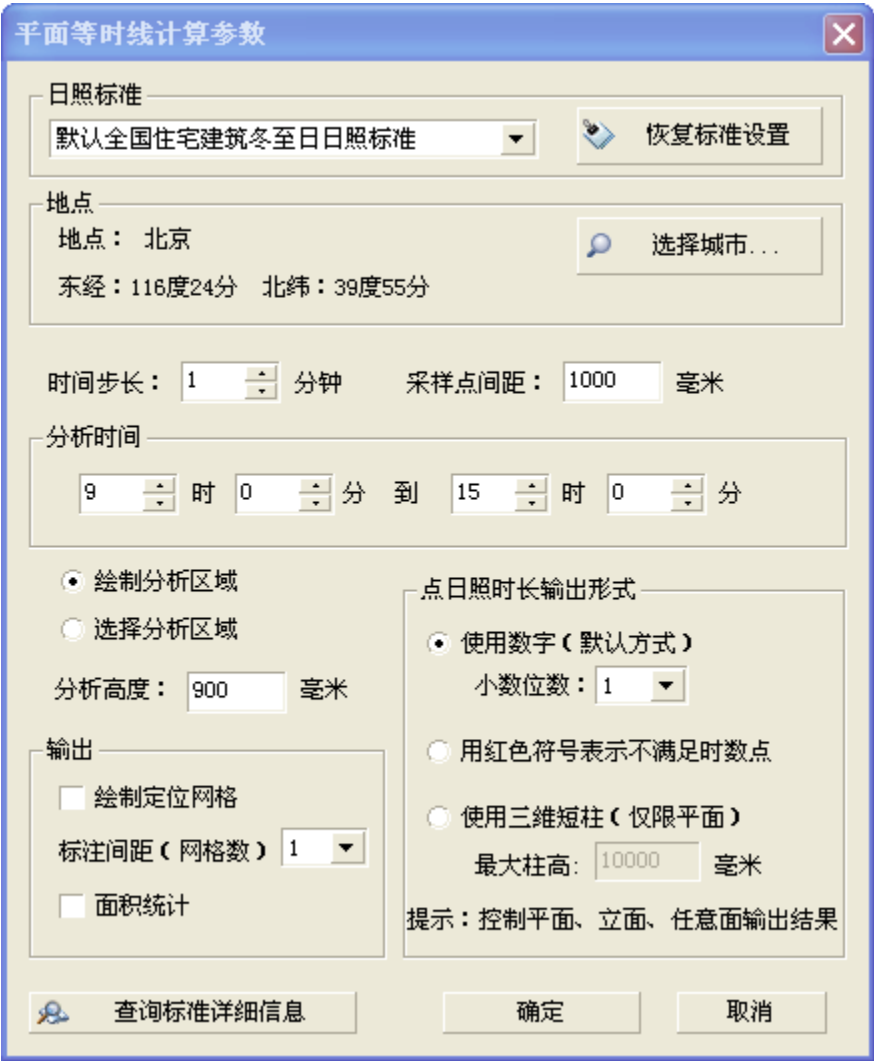 平面等时线计算参数
日照标准
默认全国住宅建筑冬至日日照标准
恢复标准设置
地点
地点： 北京
选择城市...
东经：116度24分 北纬：39度55分
时间步长： 1 分钟 采样点间距： 1000 毫米
分析时间
9 时 0 分 到 15 时 0 分
绘制分析区域
选择分析区域
分析高度： 900 毫米
输出
绘制定位网格
标注间距（网格数） 1
面积统计
点日照时长输出形式
使用数字（默认方式）
小数位数：1
用红色符号表示不满足时数点
使用三维短柱（仅限平面）
最大柱高: 10000 毫米
提示：控制平面、立面、任意面输出结果
查询标准详细信息
确定
取消